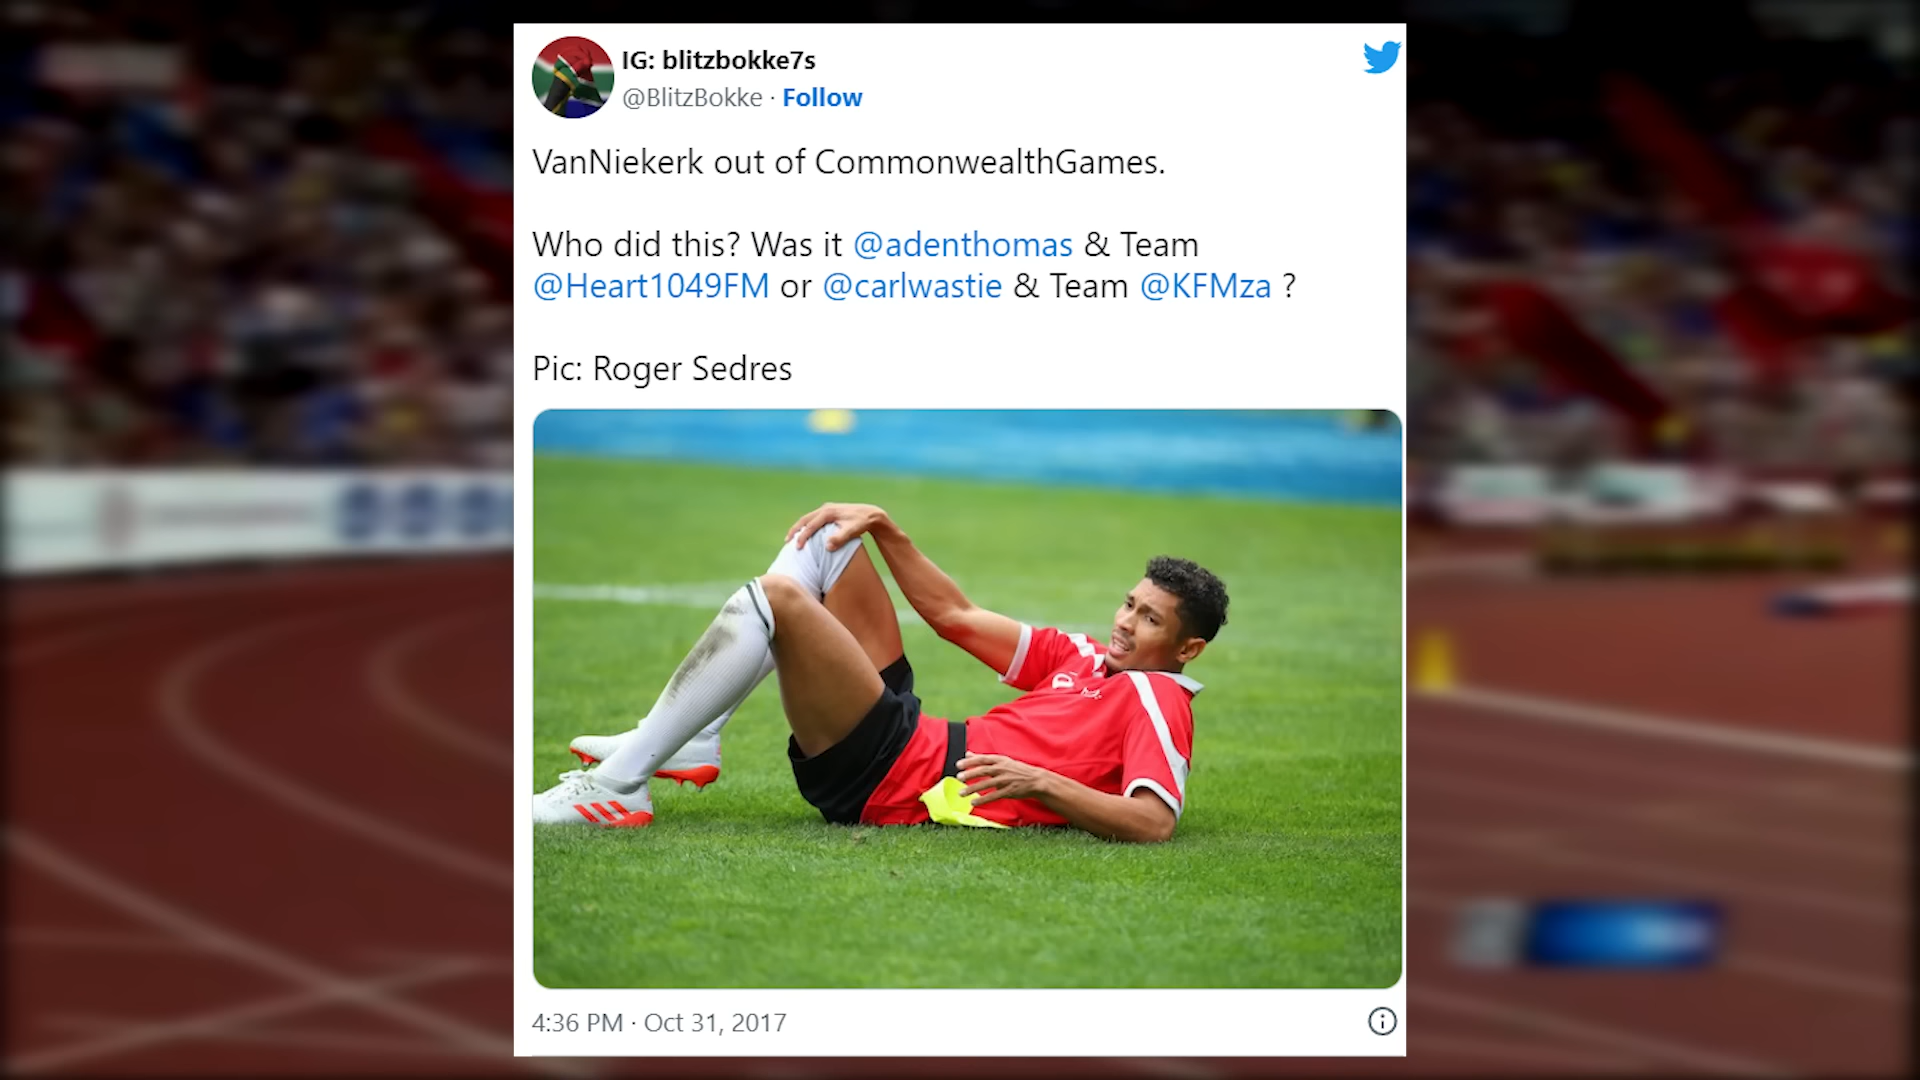 IG: blitzbokke7s
@BlitzBokke · Follow
VanNiekerk out of CommonwealthGames.
Who did this? Was it @adenthomas & Team
@Heart1049FM or @carlwastie & Team @KFMza ?
Pic: Roger Sedres
4:36 PM · Oct 31, 2017